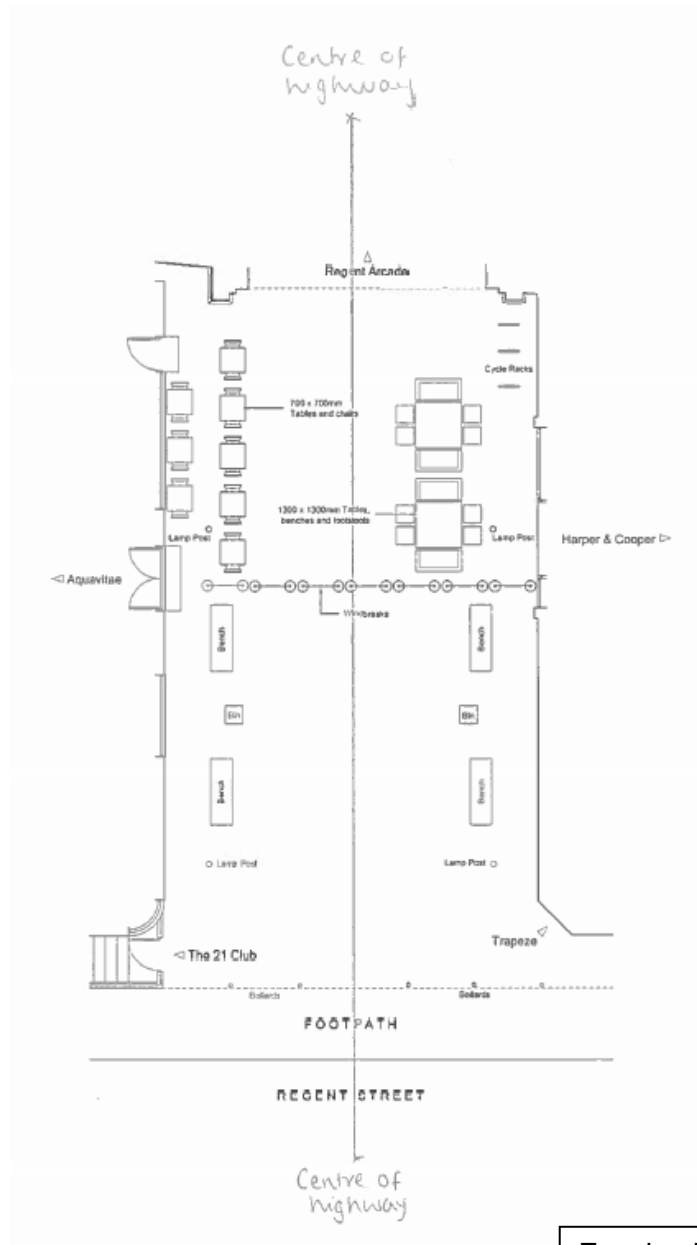 Centre of
highway
Regent Arcade
Cycle Racks
700 x 700mm
Tables and chairs
1300 x 1300mm Tables,
benches and footstools
Lamp Post
Lamp Post
Harper & Cooper
Aquavitae
Windbreaks
Bench
Bench
Bin
Bin
Bench
Bench
Lamp Post
Lamp Post
The 21 Club
Trapeze
Bollards
Bollards
FOOTPATH
REGENT STREET
Centre of
highway